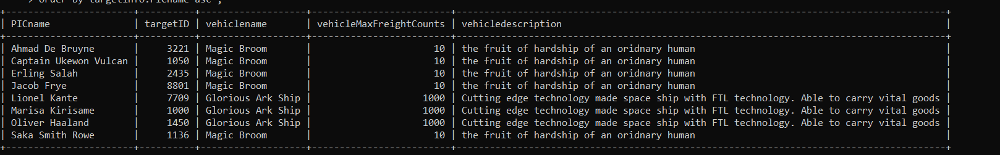 > order by targetinfo.PICname asc ;
+----------------------+----------+-------------------+-------------------------+--------------------------------------------------------------------------------------+
| PICname | targetID | vehiclename | vehicleMaxFreightCounts | vehicledescription |
+----------------------+----------+-------------------+-------------------------+--------------------------------------------------------------------------------------+
| Ahmad De Bruyne | 3221 | Magic Broom | 10 | the fruit of hardship of an oridnary human |
| Captain Ukewon Vulcan | 1050 | Magic Broom | 10 | the fruit of hardship of an oridnary human |
| Erling Salah | 2435 | Magic Broom | 10 | the fruit of hardship of an oridnary human |
| Jacob Frye | 8801 | Magic Broom | 10 | the fruit of hardship of an oridnary human |
| Lionel Kante | 7709 | Glorious Ark Ship | 1000 | Cutting edge technology made space ship with FTL technology. Able to carry vital goods |
| Marisa Kirisame | 1000 | Glorious Ark Ship | 1000 | Cutting edge technology made space ship with FTL technology. Able to carry vital goods |
| Oliver Haaland | 1450 | Glorious Ark Ship | 1000 | Cutting edge technology made space ship with FTL technology. Able to carry vital goods |
| Saka Smith Rowe | 1136 | Magic Broom | 10 | the fruit of hardship of an oridnary human |
+----------------------+----------+-------------------+-------------------------+--------------------------------------------------------------------------------------+